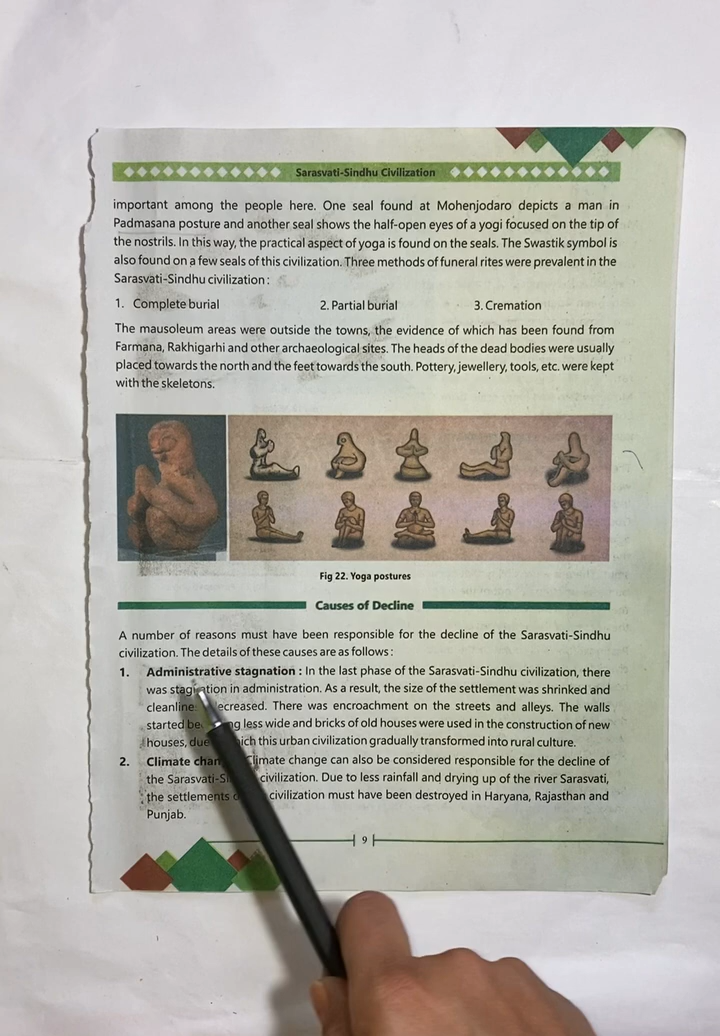 Sarasvati-Sindhu Civilization
important among the people here. One seal found at Mohenjodaro depicts a man in
Padmasana posture and another seal shows the half-open eyes of a yogi focused on the tip of
the nostrils. In this way, the practical aspect of yoga is found on the seals. The Swastik symbol is
also found on a few seals of this civilization. Three methods of funeral rites were prevalent in the
Sarasvati-Sindhu civilization :
1. Complete burial 2. Partial burial 3. Cremation
The mausoleum areas were outside the towns, the evidence of which has been found from
Farmana, Rakhigarhi and other archaeological sites. The heads of the dead bodies were usually
placed towards the north and the feet towards the south. Pottery, jewellery, tools, etc. were kept
with the skeletons.
Fig 22. Yoga postures
Causes of Decline
A number of reasons must have been responsible for the decline of the Sarasvati-Sindhu
civilization. The details of these causes are as follows :
1. Administrative stagnation : In the last phase of the Sarasvati-Sindhu civilization, there
was in administration. As a result, the size of the settlement was shrinked and
There was encroachment on the streets and alleys. The walls
started less wide and bricks of old houses were used in the construction of new
houses, this urban civilization gradually transformed into rural culture.
2. Climate Climate change can also be considered responsible for the decline of
the civilization. Due to less rainfall and drying up of the river Sarasvati,
the settlements civilization must have been destroyed in Haryana, Rajasthan and
Punjab.
9